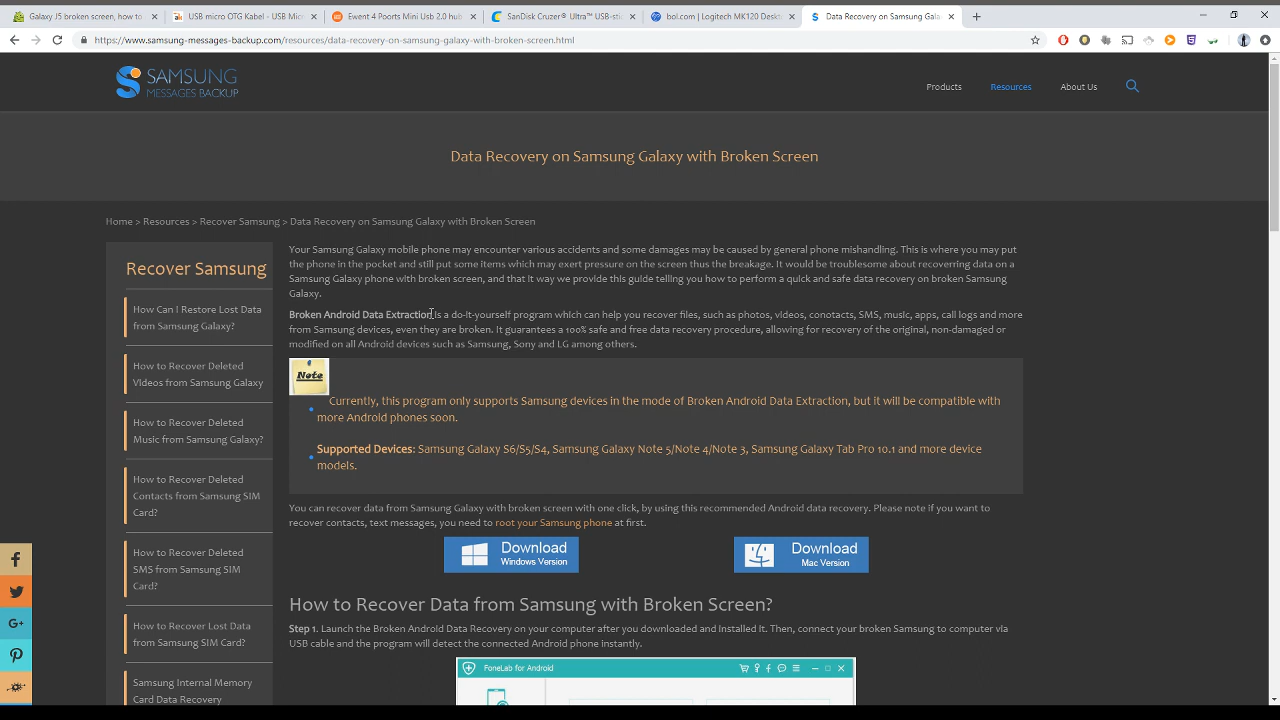 Galaxy J5 broken screen, how to
USB micro OTG Kabel - USB Micr
Ewent 4 Poorts Mini Usb 2.0 hub
SanDisk Cruzer® Ultra™ USB-stic
bol.com | Logitech MK120 Deskt
Data Recovery on Samsung Gala
https://www.samsung-messages-backup.com/resources/data-recovery-on-samsung-galaxy-with-broken-screen.html
SAMSUNG
MESSAGES BACKUP
Products
Resources
About Us
Data Recovery on Samsung Galaxy with Broken Screen
Home > Resources > Recover Samsung > Data Recovery on Samsung Galaxy with Broken Screen
Recover Samsung
How Can I Restore Lost Data
from Samsung Galaxy?
How to Recover Deleted
Videos from Samsung Galaxy
How to Recover Deleted
Music from Samsung Galaxy?
How to Recover Deleted
Contacts from Samsung SIM
Card?
How to Recover Deleted
SMS from Samsung SIM
Card?
How to Recover Lost Data
from Samsung SIM Card?
Samsung Internal Memory
Card Data Recovery
Your Samsung Galaxy mobile phone may encounter various accidents and some damages may be caused by general phone mishandling. This is where you may put
the phone in the pocket and still put some items which may exert pressure on the screen thus the breakage. It would be troublesome about recoverring data on a
Samsung Galaxy phone with broken screen, and that it way we provide this guide telling you how to perform a quick and safe data recovery on broken Samsung
Galaxy.
Broken Android Data Extraction is a do-it-yourself program which can help you recover files, such as photos, videos, conotacts, SMS, music, apps, call logs and more
from Samsung devices, even they are broken. It guarantees a 100% safe and free data recovery procedure, allowing for recovery of the original, non-damaged or
modified on all Android devices such as Samsung, Sony and LG among others.
Note
Currently, this program only supports Samsung devices in the mode of Broken Android Data Extraction, but it will be compatible with
more Android phones soon.
Supported Devices: Samsung Galaxy S6/S5/S4, Samsung Galaxy Note 5/Note 4/Note 3, Samsung Galaxy Tab Pro 10.1 and more device
models.
You can recover data from Samsung Galaxy with broken screen with one click, by using this recommended Android data recovery. Please note if you want to
recover contacts, text messages, you need to root your Samsung phone at first.
Download
Windows Version
Download
Mac Version
How to Recover Data from Samsung with Broken Screen?
Step 1. Launch the Broken Android Data Recovery on your computer after you downloaded and installed it. Then, connect your broken Samsung to computer via
USB cable and the program will detect the connected Android phone instantly.
FoneLab for Android